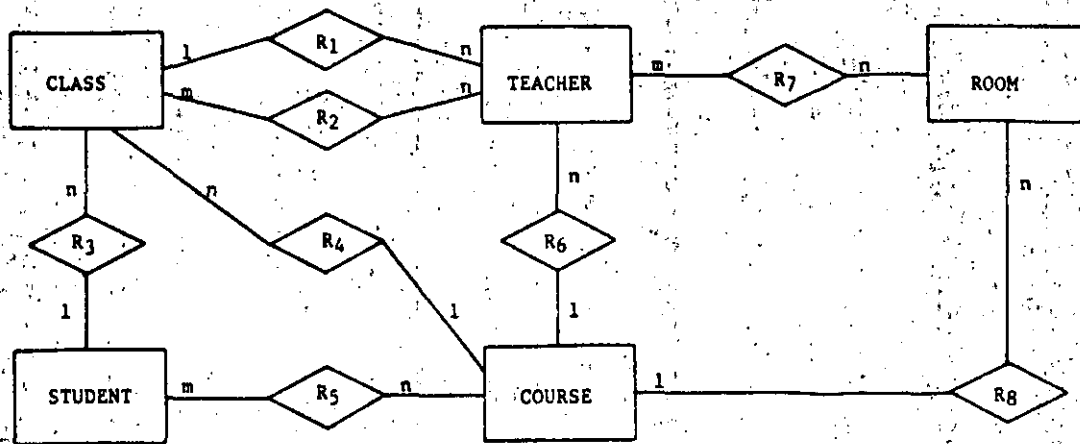 R1
1 n
CLASS TEACHER m R7 n ROOM
m n
R2
n n n n
R3 R4 R6
1 1 1
STUDENT m R5 n COURSE 1 R8